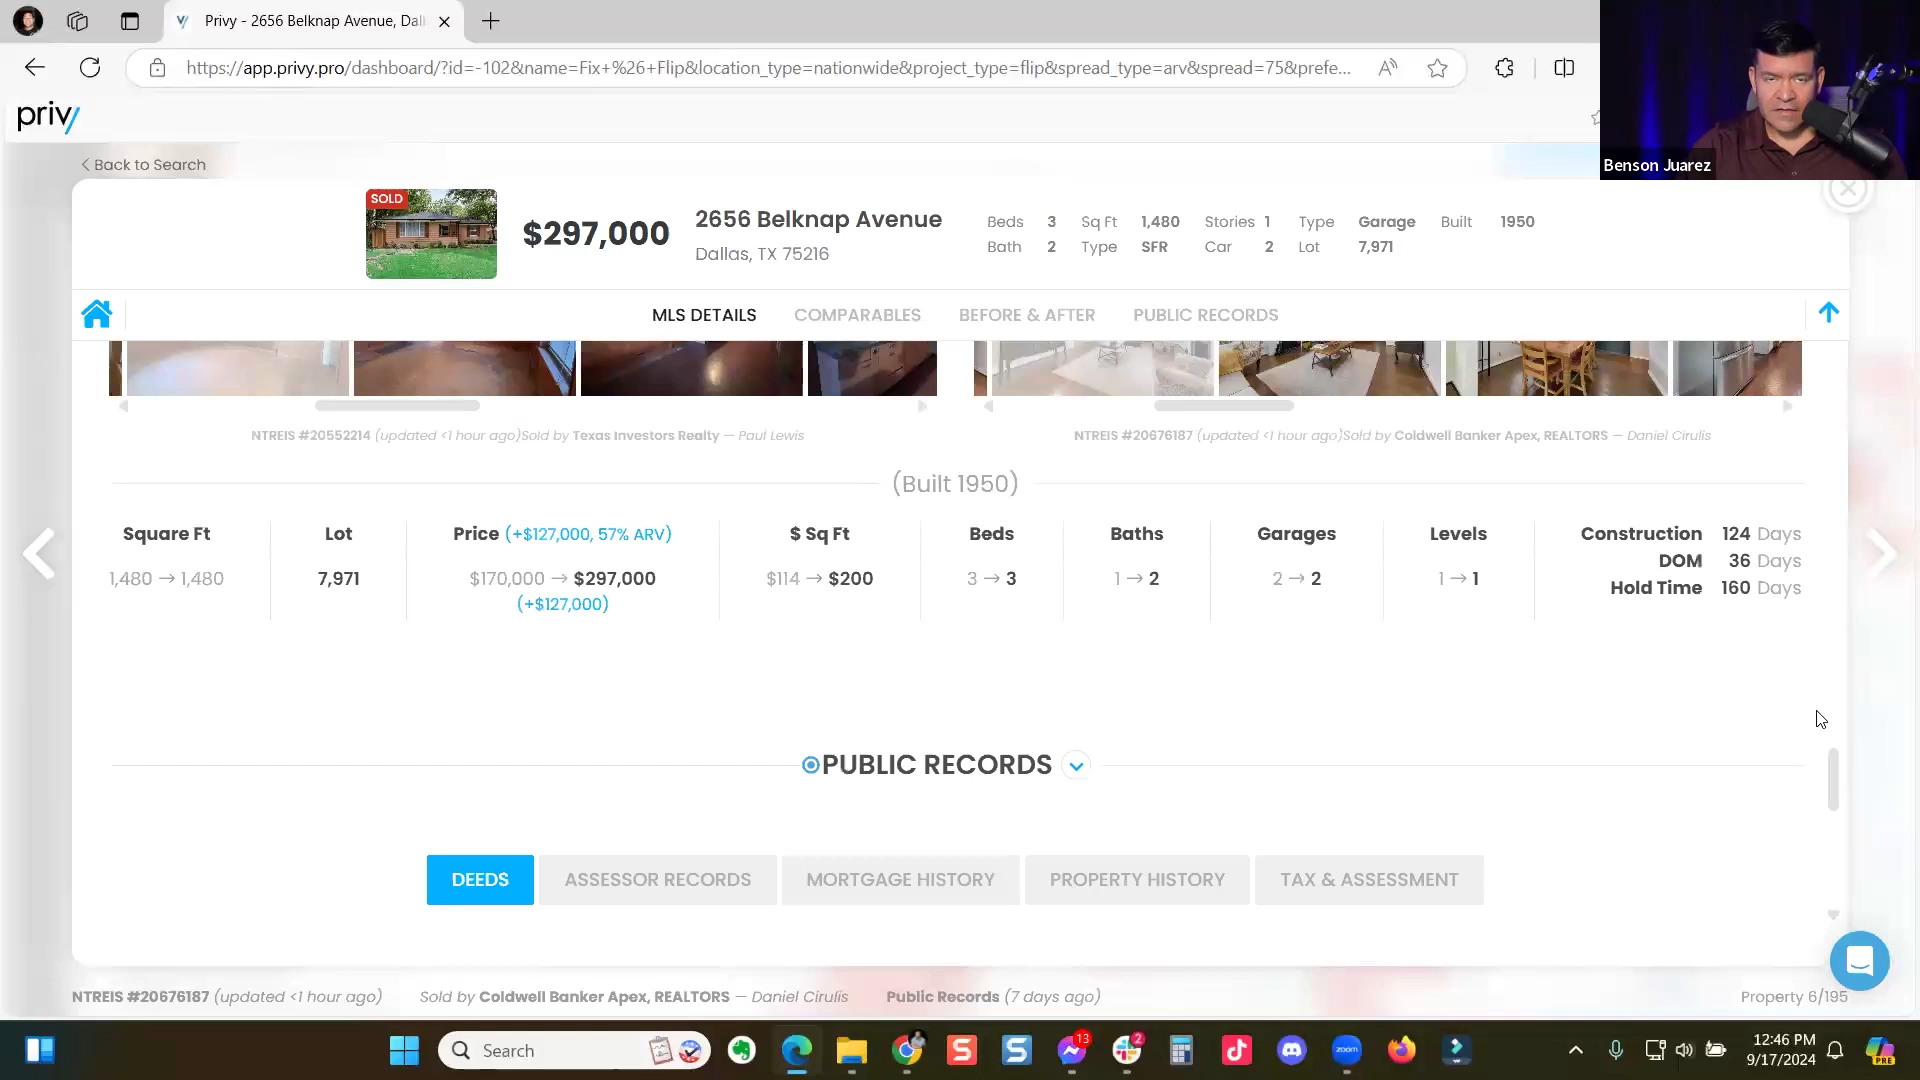 Privy - 2656 Belknap Avenue, Dal
https://app.privy.pro/dashboard/?id=-102&name=Fix+%26+Flip&location_type=nationwide&project_type=flip&spread_type=arv&spread=75&prefe...
privy
Benson Juarez
Back to Search
SOLD
$297,000
2656 Belknap Avenue
Dallas, TX 75216
Beds 3 Sq Ft 1,480 Stories 1 Type Garage Built 1950
Bath 2 Type SFR Car 2 Lot 7,971
MLS DETAILS COMPARABLES BEFORE & AFTER PUBLIC RECORDS
NTREIS #20552214 (updated <1 hour ago)Sold by Texas Investors Realty — Paul Lewis
NTREIS #20676187 (updated <1 hour ago)Sold by Coldwell Banker Apex, REALTORS — Daniel Cirulis
(Built 1950)
Square Ft Lot Price (+$127,000, 57% ARV) $ Sq Ft Beds Baths Garages Levels Construction 124 Days
DOM 36 Days
1,480 → 1,480 7,971 $170,000 → $297,000 $114 → $200 3 → 3 1 → 2 2 → 2 1 → 1 Hold Time 160 Days
(+$127,000)
PUBLIC RECORDS
DEEDS ASSESSOR RECORDS MORTGAGE HISTORY PROPERTY HISTORY TAX & ASSESSMENT
NTREIS #20676187 (updated <1 hour ago) Sold by Coldwell Banker Apex, REALTORS — Daniel Cirulis Public Records (7 days ago) Property 6/195
Search
13
2
zoom
12:46 PM
9/17/2024
PRE